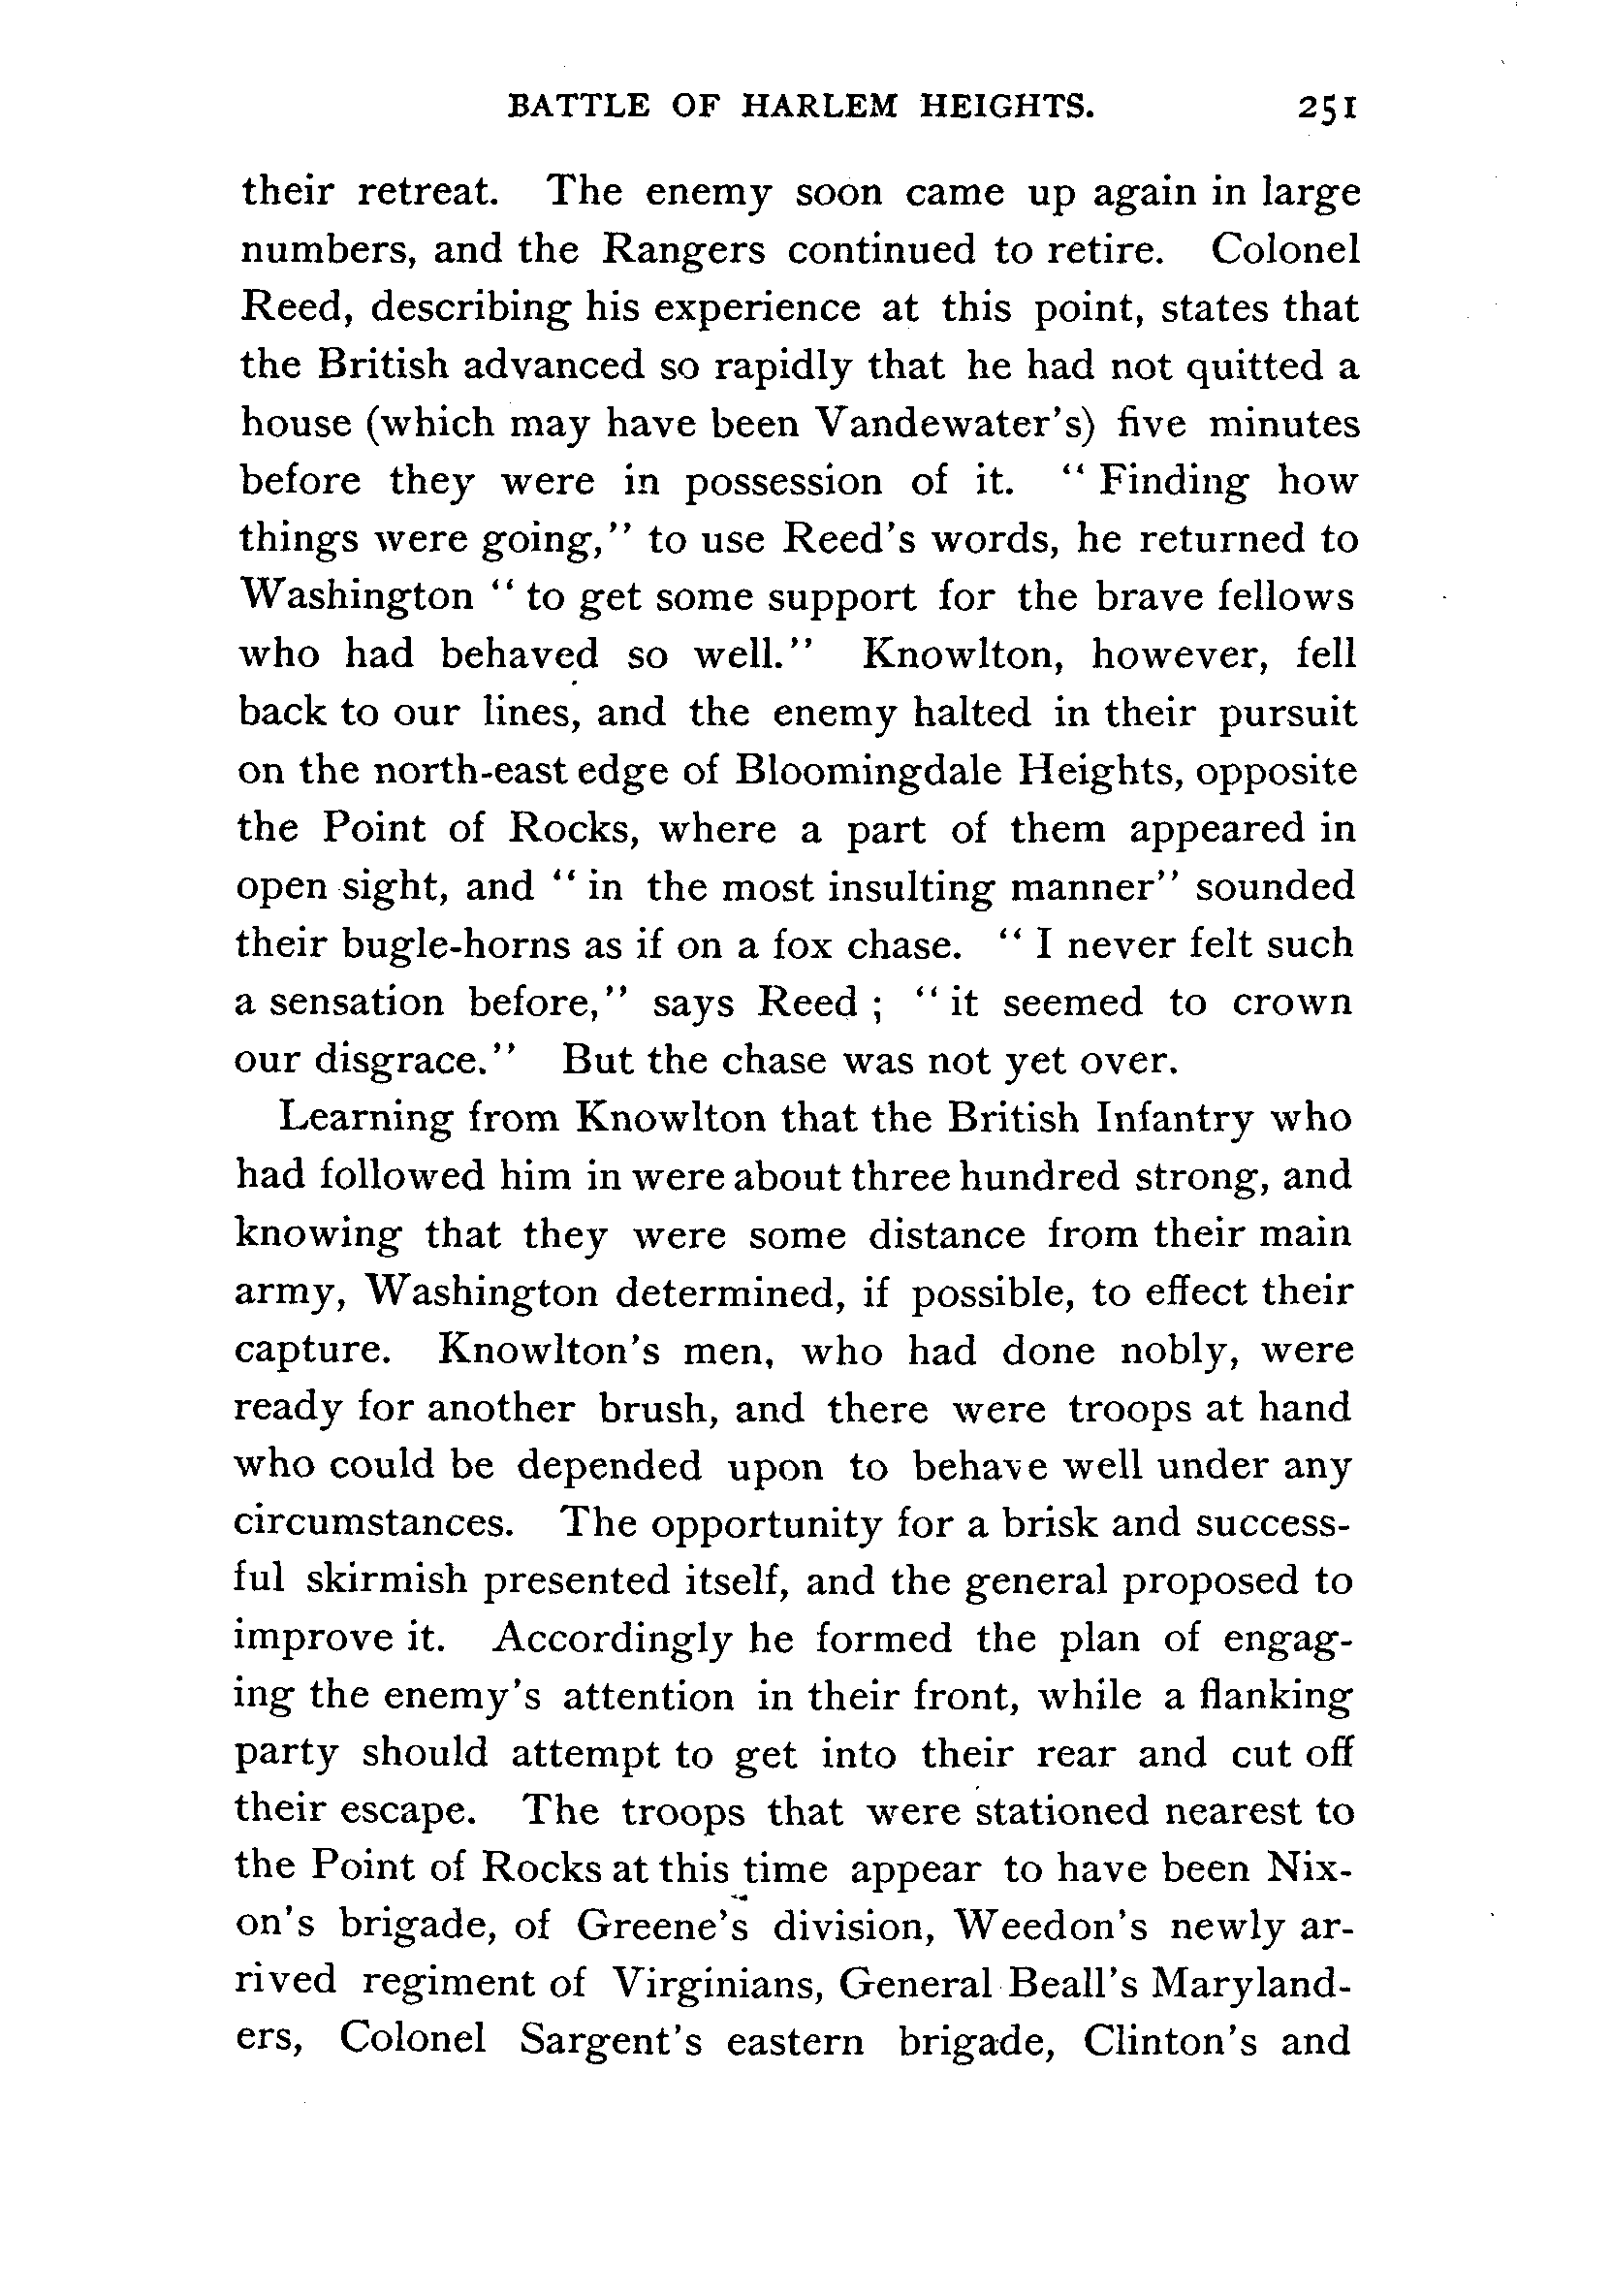 BATTLE OF HARLEM HEIGHTS. 251
their retreat. The enemy soon came up again in large
numbers, and the Rangers continued to retire. Colonel
Reed, describing his experience at this point, states that
the British advanced so rapidly that he had not quitted a
house (which may have been Vandewater's) five minutes
before they were in possession of it. “ Finding how
things were going,” to use Reed's words, he returned to
Washington “ to get some support for the brave fellows
who had behaved so well.” Knowlton, however, fell
back to our lines, and the enemy halted in their pursuit
on the north-east edge of Bloomingdale Heights, opposite
the Point of Rocks, where a part of them appeared in
open sight, and “ in the most insulting manner” sounded
their bugle-horns as if on a fox chase. “ I never felt such
a sensation before,” says Reed ; “ it seemed to crown
our disgrace.” But the chase was not yet over.
Learning from Knowlton that the British Infantry who
had followed him in were about three hundred strong, and
knowing that they were some distance from their main
army, Washington determined, if possible, to effect their
capture. Knowlton's men, who had done nobly, were
ready for another brush, and there were troops at hand
who could be depended upon to behave well under any
circumstances. The opportunity for a brisk and success-
ful skirmish presented itself, and the general proposed to
improve it. Accordingly he formed the plan of engag-
ing the enemy's attention in their front, while a flanking
party should attempt to get into their rear and cut off
their escape. The troops that were stationed nearest to
the Point of Rocks at this time appear to have been Nix-
on's brigade, of Greene's division, Weedon's newly ar-
rived regiment of Virginians, General Beall's Maryland-
ers, Colonel Sargent's eastern brigade, Clinton's and